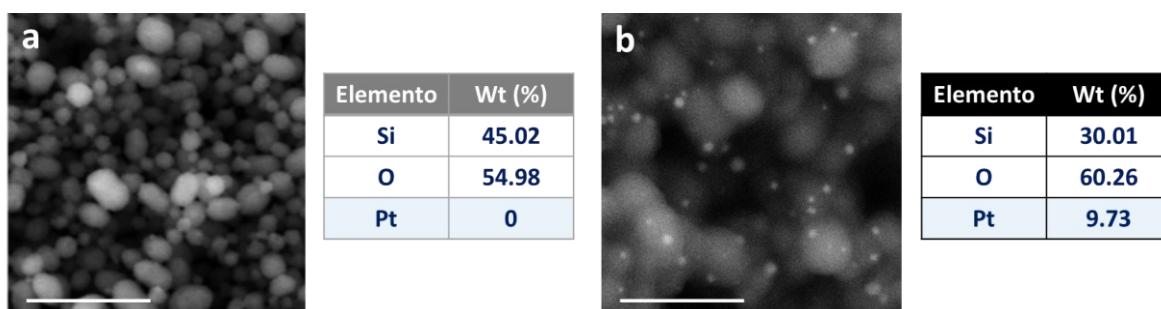 a
Elemento Wt (%)
Si 45.02
O 54.98
Pt 0
b
Elemento Wt (%)
Si 30.01
O 60.26
Pt 9.73